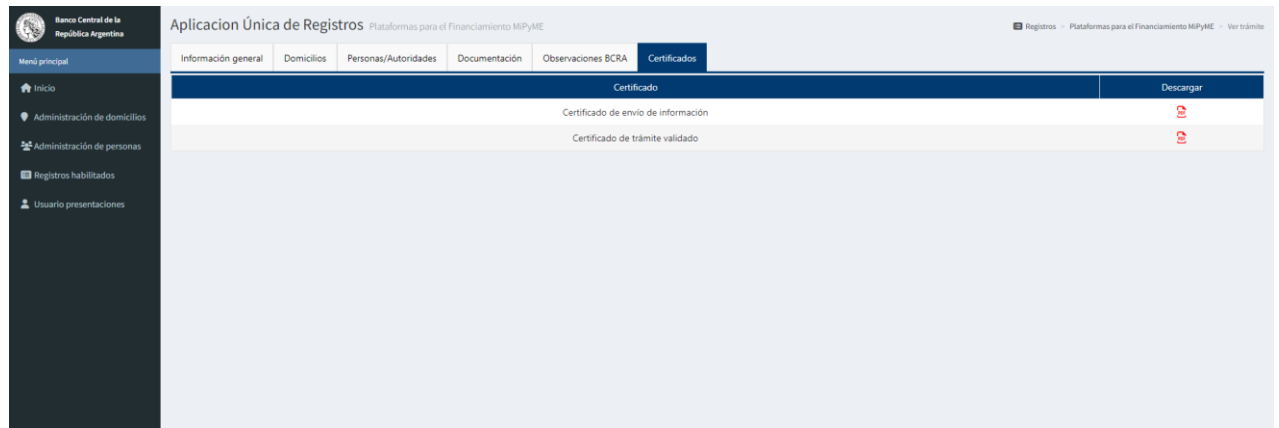 Banco Central de la
República Argentina
Menú principal
Inicio
Administración de domicilios
Administración de personas
Registros habilitados
Usuario presentaciones
Aplicacion Única de Registros Plataformas para el Financiamiento MiPyME
Registros > Plataformas para el Financiamiento MiPyME > Ver trámite
Información general Domicilios Personas/Autoridades Documentación Observaciones BCRA Certificados
Certificado Descargar
Certificado de envío de información PDF
Certificado de trámite validado PDF